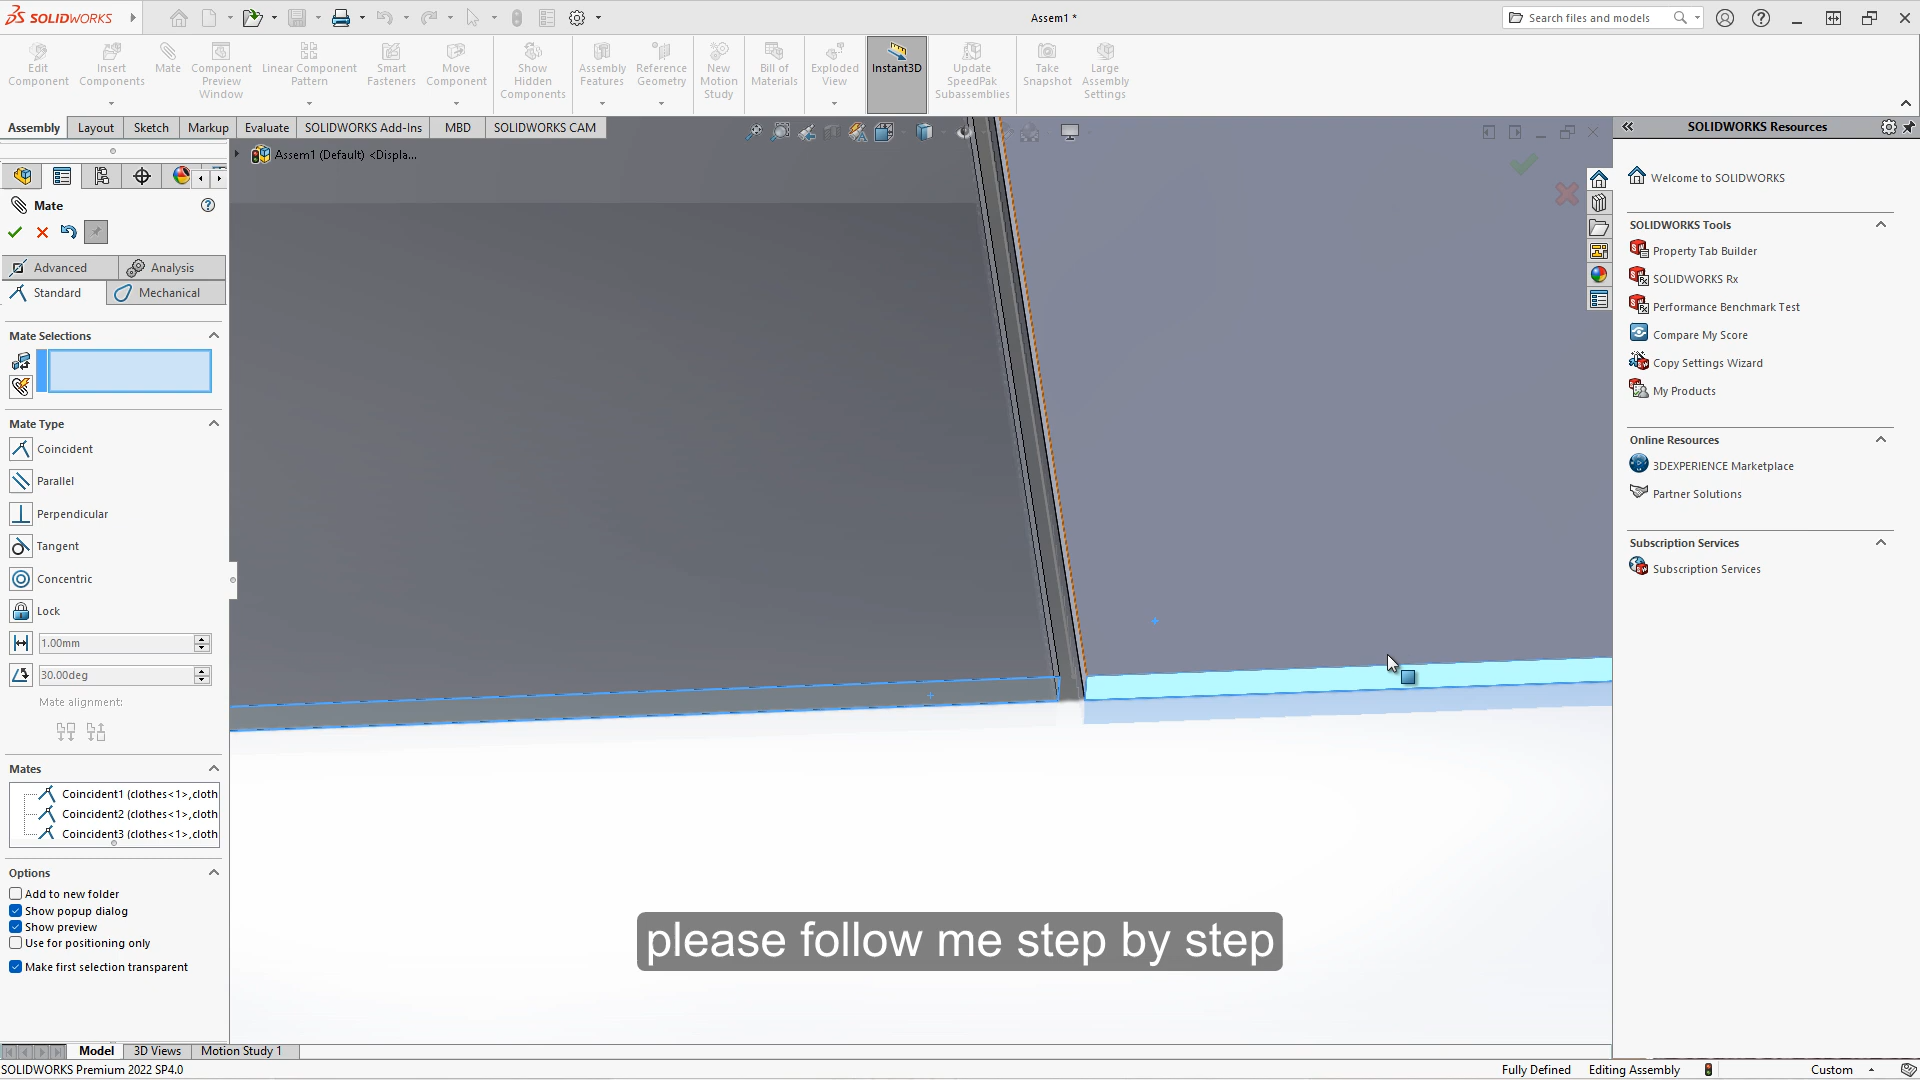 SOLIDWORKS
Assem1 *
Search files and models
Edit Component
Insert Components
Mate
Component Preview Window
Linear Component Pattern
Smart Fasteners
Move Component
Show Hidden Components
Assembly Features
Reference Geometry
New Motion Study
Bill of Materials
Exploded View
Instant3D
Update SpeedPak Subassemblies
Take Snapshot
Large Assembly Settings
Assembly
Layout
Sketch
Markup
Evaluate
SOLIDWORKS Add-Ins
MBD
SOLIDWORKS CAM
Assem1 (Default) <Displa...
Mate
Advanced
Analysis
Standard
Mechanical
Mate Selections
Mate Type
Coincident
Parallel
Perpendicular
Tangent
Concentric
Lock
1.00mm
30.00deg
Mate alignment:
Mates
Coincident1 (clothes<1>,cloth
Coincident2 (clothes<1>,cloth
Coincident3 (clothes<1>,cloth
Options
Add to new folder
Show popup dialog
Show preview
Use for positioning only
Make first selection transparent
please follow me step by step
SOLIDWORKS Resources
Welcome to SOLIDWORKS
SOLIDWORKS Tools
Property Tab Builder
SOLIDWORKS Rx
Performance Benchmark Test
Compare My Score
Copy Settings Wizard
My Products
Online Resources
3DEXPERIENCE Marketplace
Partner Solutions
Subscription Services
Subscription Services
Model
3D Views
Motion Study 1
SOLIDWORKS Premium 2022 SP4.0
Fully Defined
Editing Assembly
Custom